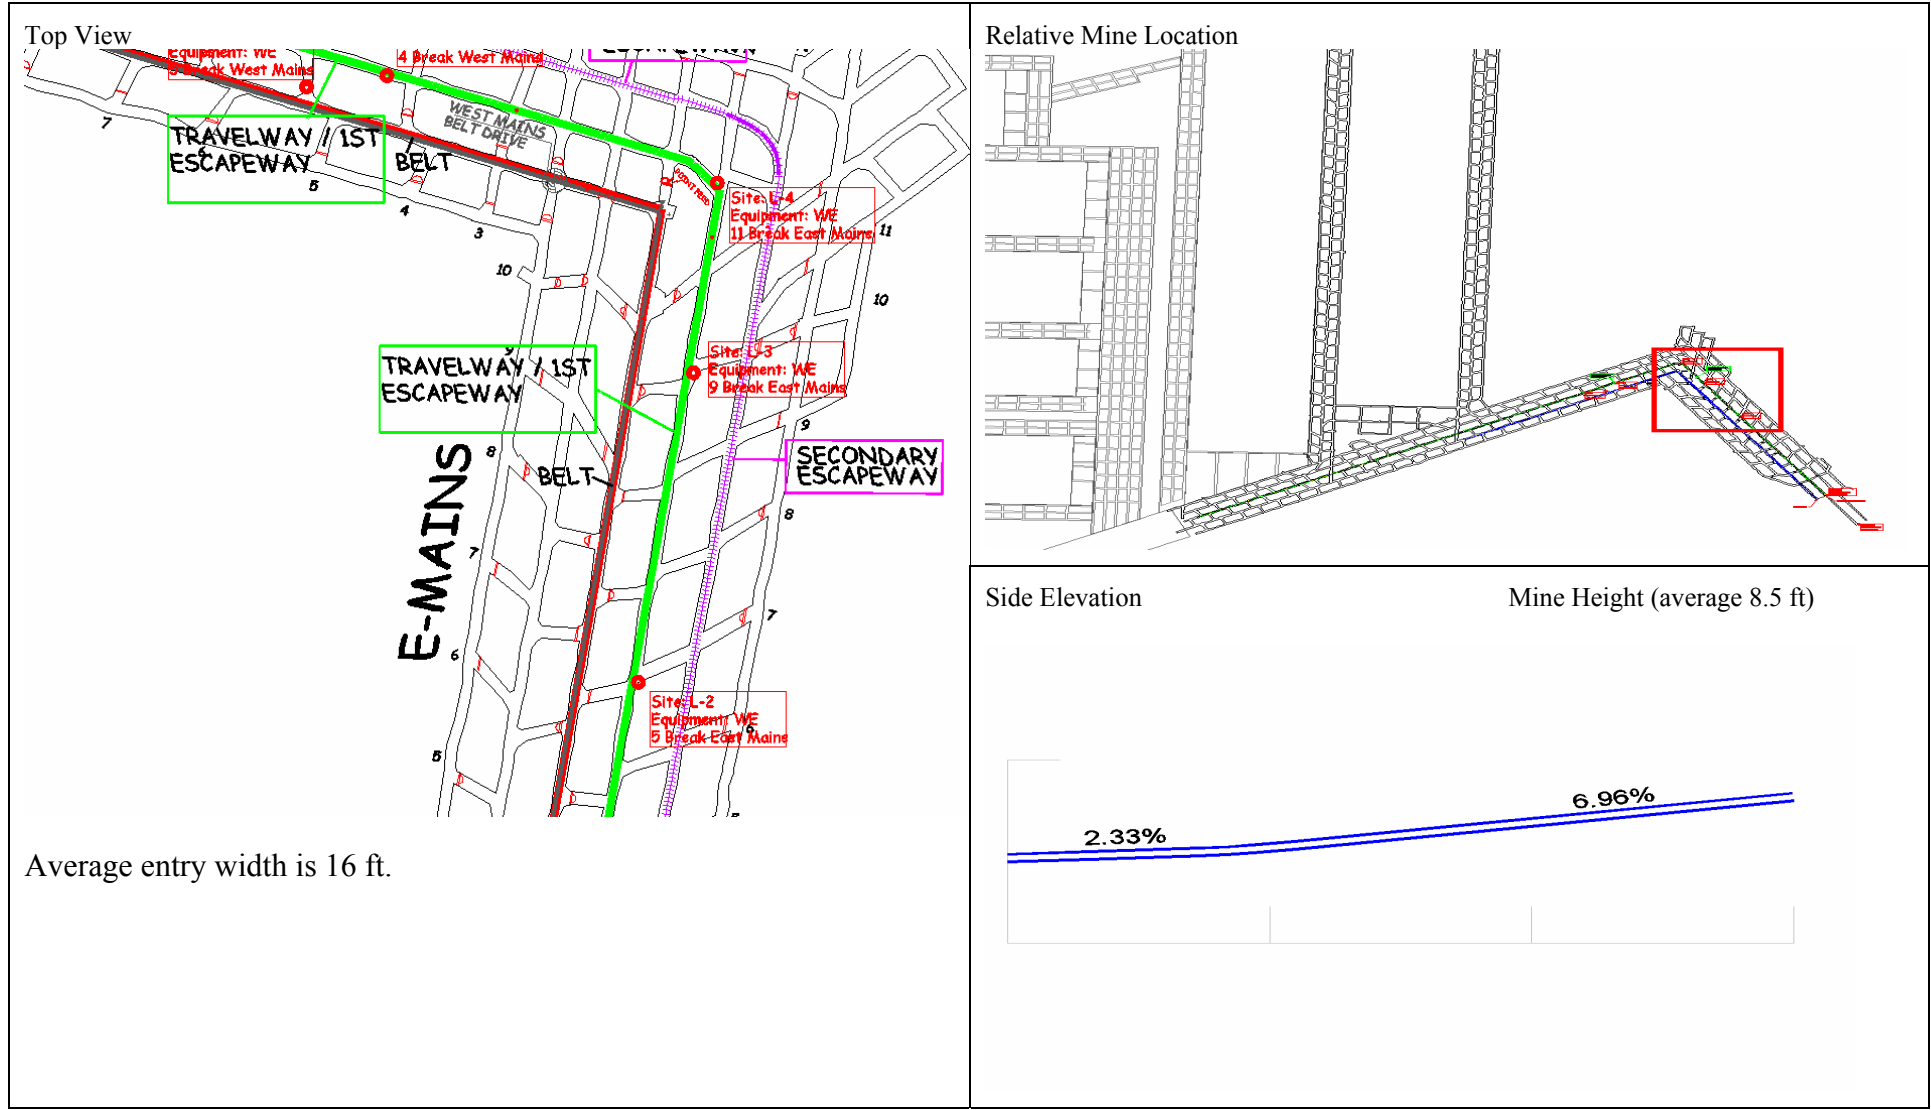 Top View
Equipment: WE
5 Break West Mains
4 Break West Mains
ESCAPEWAY
WEST MAINS
BELT DRIVE
TRAVELWAY / 1ST
ESCAPEWAY
BELT
7
6
5
4
3
10
Site: L-4
Equipment: WE
11 Break East Mains
11
10
TRAVELWAY / 1ST
ESCAPEWAY
9
Site: L-3
Equipment: WE
9 Break East Mains
9
SECONDARY
ESCAPEWAY
BELT
E-MAINS
8
8
7
7
6
Site: L-2
Equipment: WE
5 Break East Mains
6
5
Average entry width is 16 ft.
Relative Mine Location
Side Elevation
Mine Height (average 8.5 ft)
2.33%
6.96%